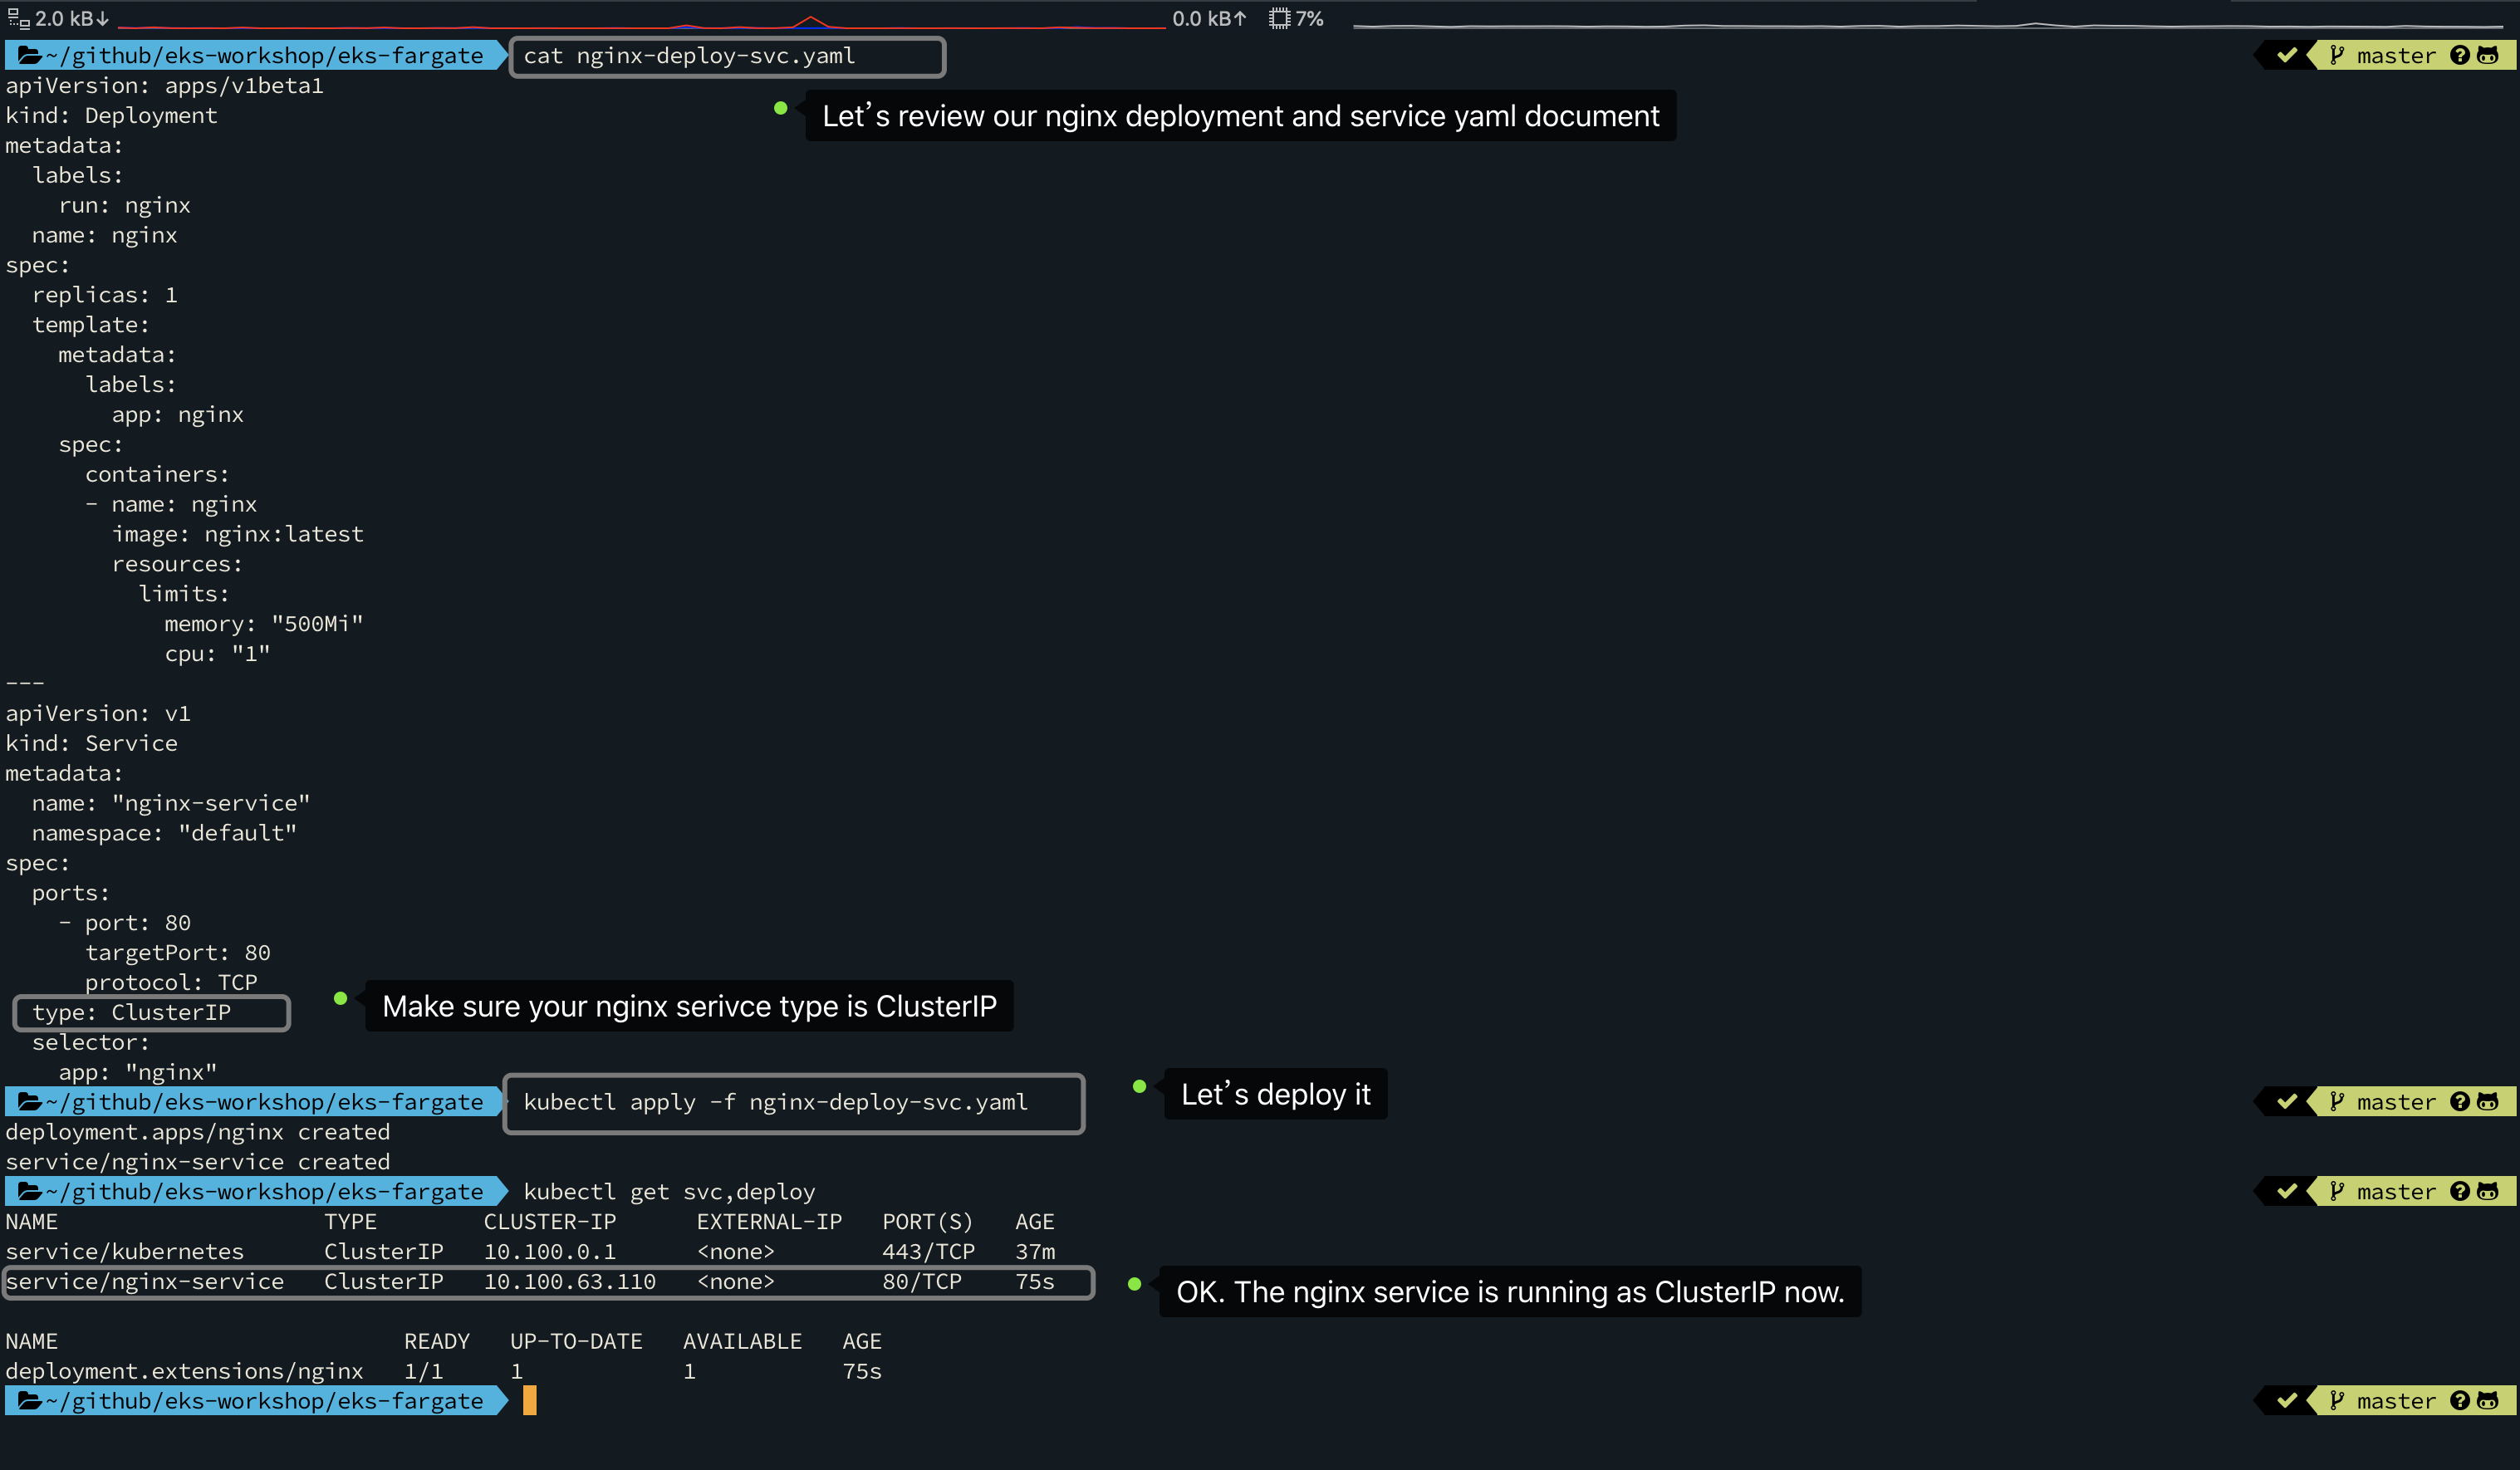 2.0 kB↓ 0.0 kB↑ 7%
~/github/eks-workshop/eks-fargate cat nginx-deploy-svc.yaml master
apiVersion: apps/v1beta1
kind: Deployment
Let's review our nginx deployment and service yaml document
metadata:
  labels:
    run: nginx
  name: nginx
spec:
  replicas: 1
  template:
    metadata:
      labels:
        app: nginx
    spec:
      containers:
      - name: nginx
        image: nginx:latest
        resources:
          limits:
            memory: "500Mi"
            cpu: "1"
---
apiVersion: v1
kind: Service
metadata:
  name: "nginx-service"
  namespace: "default"
spec:
  ports:
    - port: 80
      targetPort: 80
      protocol: TCP
  type: ClusterIP
Make sure your nginx serivce type is ClusterIP
  selector:
    app: "nginx"
~/github/eks-workshop/eks-fargate kubectl apply -f nginx-deploy-svc.yaml master
Let's deploy it
deployment.apps/nginx created
service/nginx-service created
~/github/eks-workshop/eks-fargate kubectl get svc,deploy master
NAME TYPE CLUSTER-IP EXTERNAL-IP PORT(S) AGE
service/kubernetes ClusterIP 10.100.0.1 <none> 443/TCP 37m
service/nginx-service ClusterIP 10.100.63.110 <none> 80/TCP 75s
OK. The nginx service is running as ClusterIP now.
NAME READY UP-TO-DATE AVAILABLE AGE
deployment.extensions/nginx 1/1 1 1 75s
~/github/eks-workshop/eks-fargate master